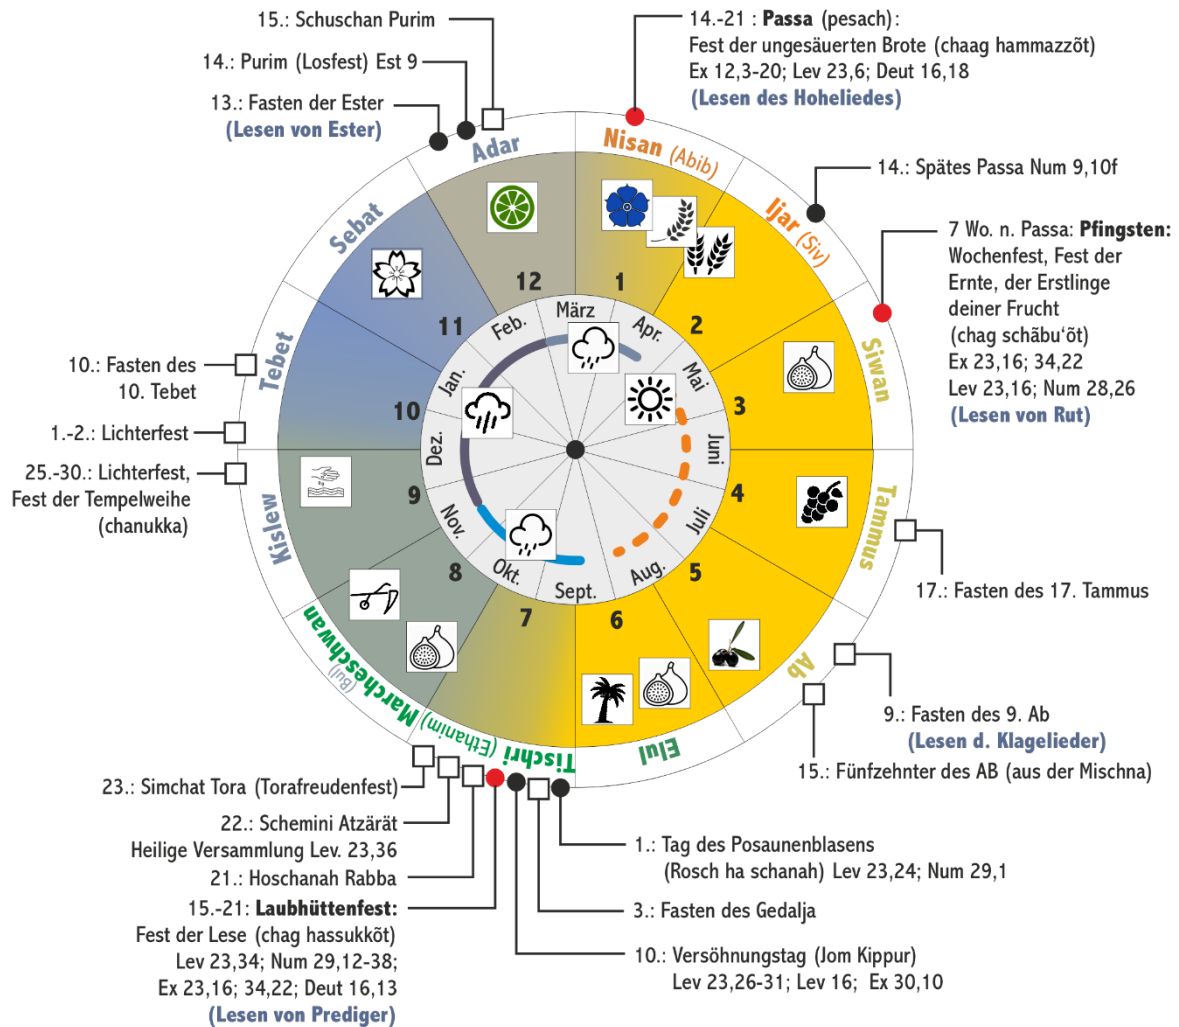 15.: Schuschan Purim
14.: Purim (Losfest) Est 9
13.: Fasten der Ester
(Lesen von Ester)
14.-21 : Passa (pesach):
Fest der ungesäuerten Brote (chaag hammazzõt)
Ex 12,3-20; Lev 23,6; Deut 16,18
(Lesen des Hoheliedes)
14.: Spätes Passa Num 9,10f
7 Wo. n. Passa: Pfingsten:
Wochenfest, Fest der
Ernte, der Erstlinge
deiner Frucht
(chag schãbu‘õt)
Ex 23,16; 34,22
Lev 23,16; Num 28,26
(Lesen von Rut)
17.: Fasten des 17. Tammus
9.: Fasten des 9. Ab
(Lesen d. Klagelieder)
15.: Fünfzehnter des AB (aus der Mischna)
1.: Tag des Posaunenblasens
(Rosch ha schanah) Lev 23,24; Num 29,1
3.: Fasten des Gedalja
10.: Versöhnungstag (Jom Kippur)
Lev 23,26-31; Lev 16; Ex 30,10
15.-21: Laubhüttenfest:
Fest der Lese (chag hassukkõt)
Lev 23,34; Num 29,12-38;
Ex 23,16; 34,22; Deut 16,13
(Lesen von Prediger)
21.: Hoschanah Rabba
22.: Schemini Atzärät
Heilige Versammlung Lev. 23,36
23.: Simchat Tora (Torafreudenfest)
25.-30.: Lichterfest,
Fest der Tempelweihe
(chanukka)
1.-2.: Lichterfest
10.: Fasten des
10. Tebet
Nisan (Abib)
Ijar (Siv)
Siwan
Tammus
Ab
Elul
Tischri (Ethanim)
Marcheschwan
(Bul)
Kislew
Tebet
Sebat
Adar
1
2
3
4
5
6
7
8
9
10
11
12
März
Apr.
Mai
Juni
Juli
Aug.
Sept.
Okt.
Nov.
Dez.
Jan.
Feb.